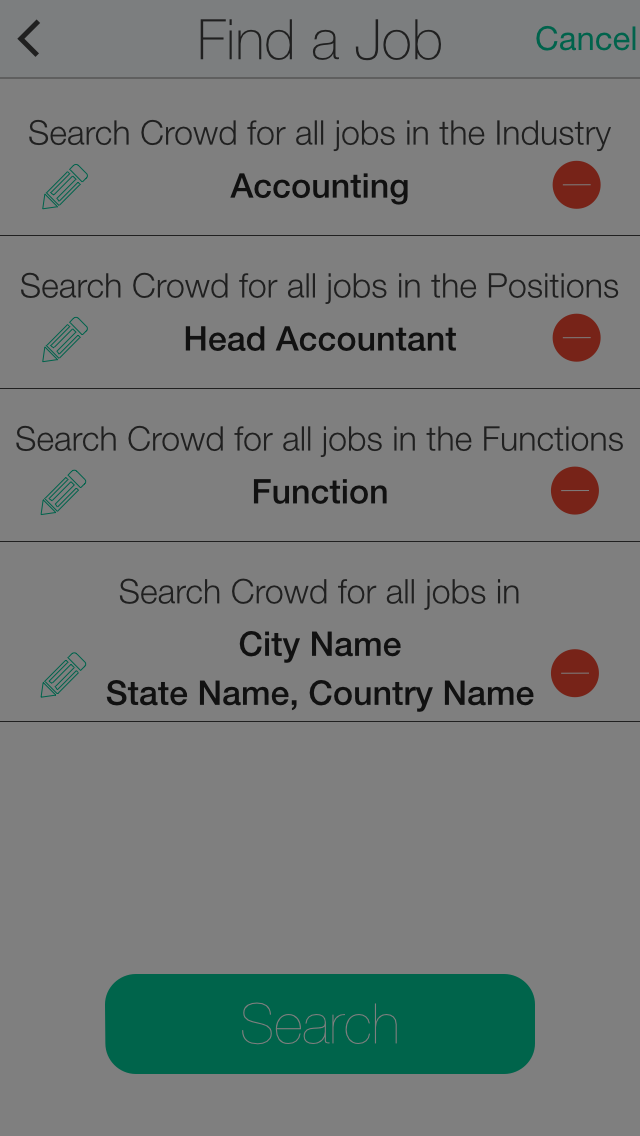 Find a Job
Cancel
Search Crowd for all jobs in the Industry
Accounting
Search Crowd for all jobs in the Positions
Head Accountant
Search Crowd for all jobs in the Functions
Function
Search Crowd for all jobs in
City Name
State Name, Country Name
Search